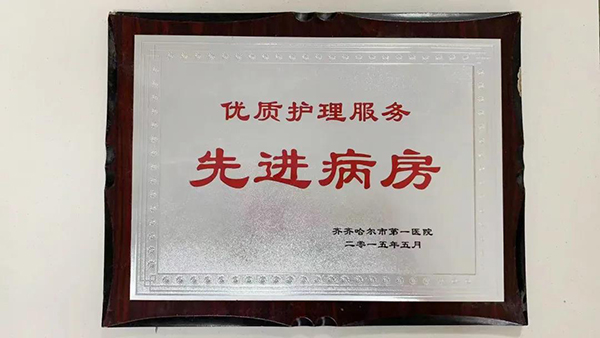 优质护理服务
先进病房
齐齐哈尔市第一医院
二零一五年五月